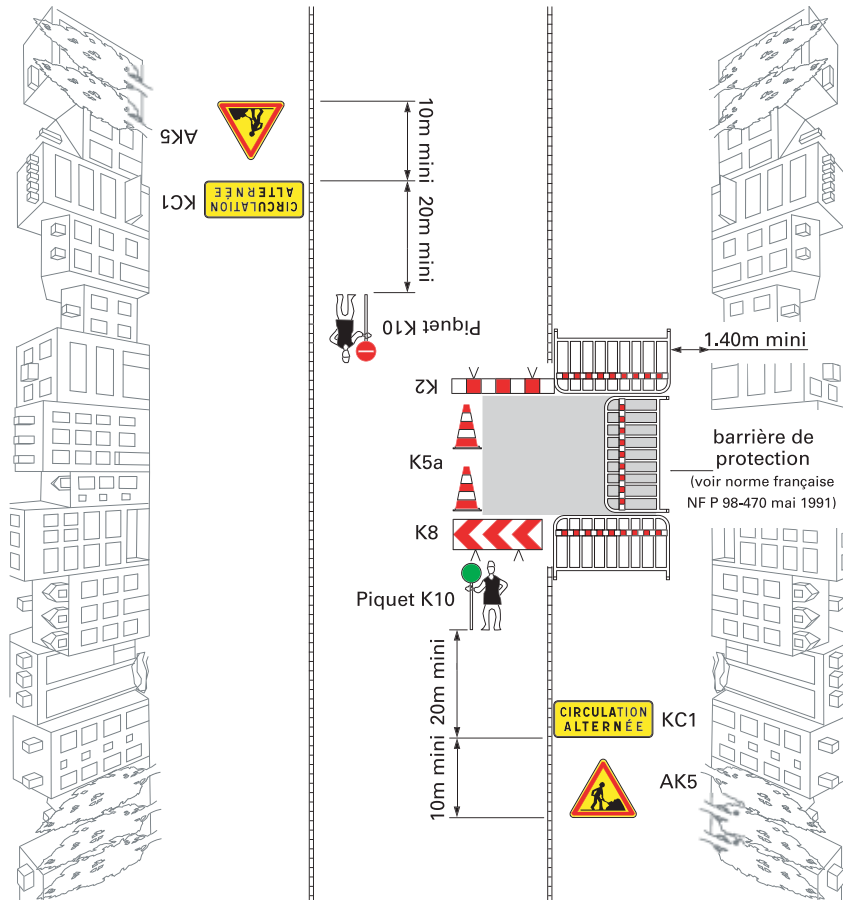 AK5
10m mini
KC1
CIRCULATION
ALTERNÉE
20m mini
Piquet K10
1.40m mini
K2
K5a
barrière de
protection
(voir norme française
NF P 98-470 mai 1991)
K8
Piquet K10
20m mini
CIRCULATION
ALTERNÉE
KC1
10m mini
AK5